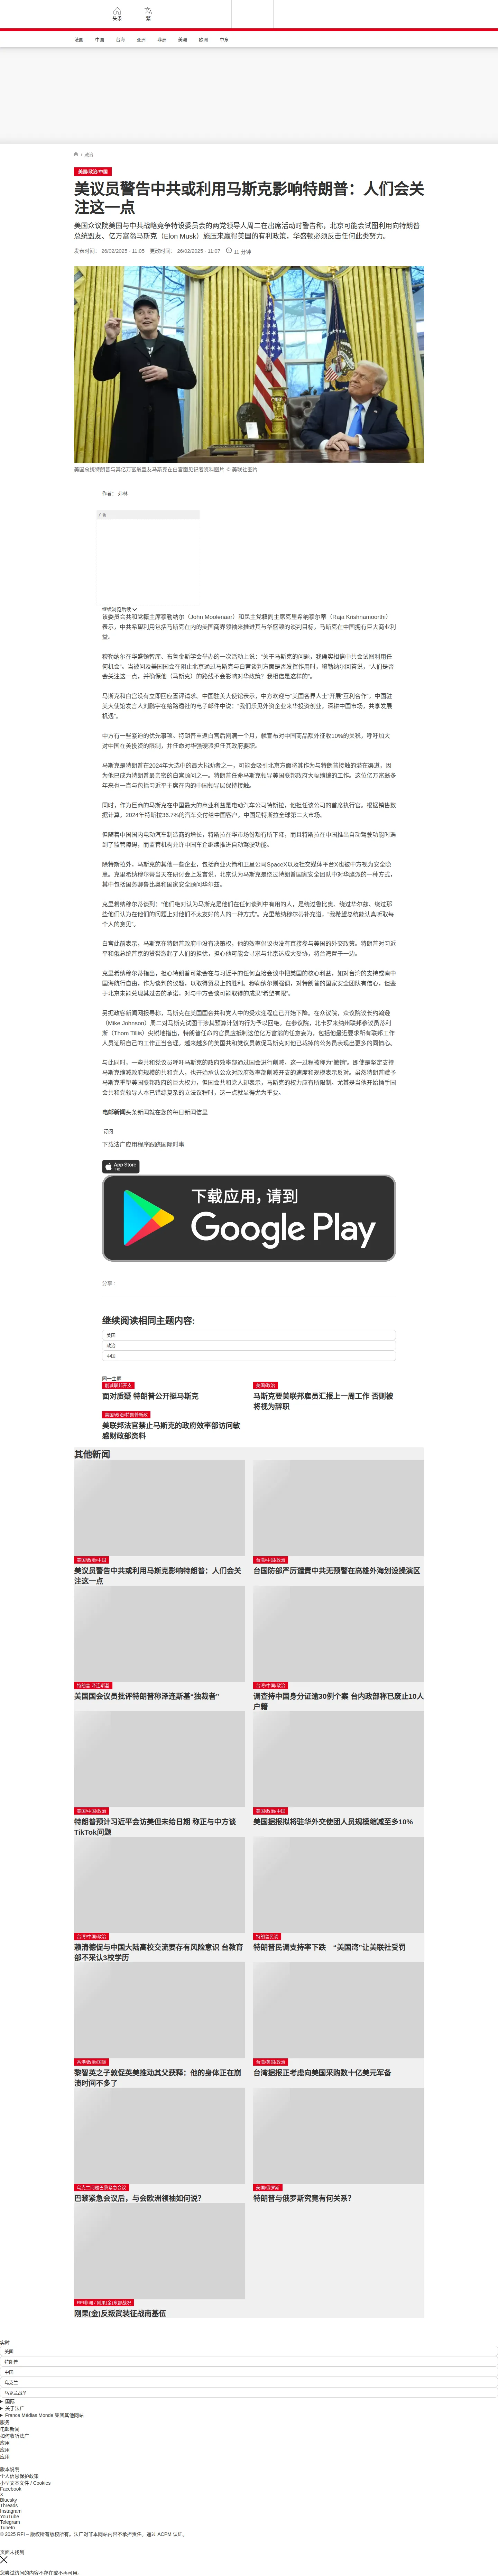 头条
繁
法国
中国
台海
亚洲
非洲
美洲
欧洲
中东
/ 政治
美国/政治/中国
美议员警告中共或利用马斯克影响特朗普：人们会关
注这一点
美国众议院美国与中共战略竞争特设委员会的两党领导人周二在出席活动时警告称，北京可能会试图利用向特朗普
总统盟友、亿万富翁马斯克（Elon Musk）施压来赢得美国的有利政策，华盛顿必须反击任何此类努力。
发表时间： 26/02/2025 - 11:05 更改时间： 26/02/2025 - 11:07 11 分钟
美国总统特朗普与其亿万富翁盟友马斯克在白宫面见记者资料图片 © 美联社图片
作者： 弗林
广告
继续浏览后续
该委员会共和党籍主席穆勒纳尔（John Moolenaar）和民主党籍副主席克里希纳穆尔蒂（Raja Krishnamoorthi）
表示，中共希望利用包括马斯克在内的美国商界领袖来推进其与华盛顿的谈判目标，马斯克在中国拥有巨大商业利
益。
穆勒纳尔在华盛顿智库、布鲁金斯学会举办的一次活动上说：“关于马斯克的问题，我确实相信中共会试图利用任
何机会”。当被问及美国国会在阻止北京通过马斯克与白宫谈判方面是否发挥作用时，穆勒纳尔回答说，“人们是否
会关注这一点，并确保他（马斯克）的路线不会影响对华政策？我相信是这样的”。
马斯克和白宫没有立即回应置评请求。中国驻美大使馆表示，中方欢迎与“美国各界人士”开展“互利合作”。中国驻
美大使馆发言人刘鹏宇在给路透社的电子邮件中说：“我们乐见外资企业来华投资创业，深耕中国市场，共享发展
机遇”。
中方有一些紧迫的优先事项。特朗普重返白宫后刚满一个月，就宣布对中国商品额外征收10%的关税，呼吁加大
对中国在美投资的限制，并任命对华强硬派担任其政府要职。
马斯克是特朗普在2024年大选中的最大捐助者之一，可能会吸引北京方面将其作为与特朗普接触的潜在渠道，因
为他已成为特朗普最亲密的白宫顾问之一。特朗普任命马斯克领导美国联邦政府大幅缩编的工作。这位亿万富翁多
年来也一直与包括习近平主席在内的中国领导层保持接触。
同时，作为巨商的马斯克在中国最大的商业利益是电动汽车公司特斯拉，他担任该公司的首席执行官。根据销售数
据计算，2024年特斯拉36.7%的汽车交付给中国客户，中国是特斯拉全球第二大市场。
但随着中国国内电动汽车制造商的增长，特斯拉在华市场份额有所下降，而且特斯拉在中国推出自动驾驶功能时遇
到了监管障碍，而监管机构允许中国车企继续推进自动驾驶功能。
除特斯拉外，马斯克的其他一些企业，包括商业火箭和卫星公司SpaceX以及社交媒体平台X也被中方视为安全隐
患。克里希纳穆尔蒂当天在研讨会上发言说，北京认为马斯克是绕过特朗普国家安全团队中对华鹰派的一种方式，
其中包括国务卿鲁比奥和国家安全顾问华尔兹。
克里希纳穆尔蒂谈到：“他们绝对认为马斯克是他们在任何谈判中有用的人，是绕过鲁比奥、绕过华尔兹、绕过那
些他们认为在他们的问题上对他们不太友好的人的一种方式”。克里希纳穆尔蒂补充道，“我希望总统能认真听取每
个人的意见”。
白宫此前表示，马斯克在特朗普政府中没有决策权，他的效率倡议也没有直接参与美国的外交政策。特朗普对习近
平和俄总统普京的赞誉激起了人们的担忧，担心他可能会寻求与北京达成大妥协，将台湾置于一边。
克里希纳穆尔蒂指出，担心特朗普可能会在与习近平的任何直接会谈中把美国的核心利益，如对台湾的支持或南中
国海航行自由，作为谈判的议题，以取得贸易上的胜利。穆勒纳尔则强调，对特朗普的国家安全团队有信心，但鉴
于北京未能兑现其过去的承诺，对与中方会谈可能取得的成果“希望有限”。
另据政客新闻网报导称，马斯克在美国国会和共和党人中的受欢迎程度已开始下降。在众议院，众议院议长约翰逊
（Mike Johnson）周二对马斯克试图干涉其预算计划的行为予以回绝。在参议院，北卡罗来纳州联邦参议员蒂利
斯（Thom Tillis）尖锐地指出，特朗普任命的官员应抵制这位亿万富翁的任意妄为，包括他最近要求所有联邦工作
人员证明自己的工作正当合理。越来越多的美国共和党议员敦促马斯克对他已裁掉的公务员表现出更多的同情心。
与此同时，一些共和党议员呼吁马斯克的政府效率部通过国会进行削减，这一过程被称为“撤销”。即使是坚定支持
马斯克缩减政府规模的共和党人，也开始承认公众对政府效率部削减开支的速度和规模表示反对。虽然特朗普赋予
马斯克重塑美国联邦政府的巨大权力，但国会共和党人却表示，马斯克的权力应有所限制。尤其是当他开始插手国
会共和党领导人本已错综复杂的立法议程时，这一点就显得尤为重要。
电邮新闻头条新闻就在您的每日新闻信里
订阅
下载法广应用程序跟踪国际时事
App Store
下载
下载应用，请到
Google Play
分享 :
继续阅读相同主题内容:
美国
政治
中国
同一主题
削减联邦开支
面对质疑 特朗普公开挺马斯克
美国/政治
马斯克要美联邦雇员汇报上一周工作 否则被
将视为辞职
美国/政治/特朗普新政
美联邦法官禁止马斯克的政府效率部访问敏
感财政部资料
其他新闻
美国/政治/中国
美议员警告中共或利用马斯克影响特朗普：人们会关
注这一点
台湾/中国/政治
台国防部严厉谴责中共无预警在高雄外海划设操演区
特朗普 泽连斯基
美国国会议员批评特朗普称泽连斯基“独裁者”
台湾/中国/政治
调查持中国身分证逾30例个案 台内政部称已废止10人
户籍
美国/中国/政治
特朗普预计习近平会访美但未给日期 称正与中方谈
TikTok问题
美国/政治/中国
美国据报拟将驻华外交使团人员规模缩减至多10%
台湾/中国/政治
赖清德促与中国大陆高校交流要存有风险意识 台教育
部不采认3校学历
特朗普民调
特朗普民调支持率下跌　“美国湾”让美联社受罚
香港/政治/国际
黎智英之子敦促英美推动其父获释：他的身体正在崩
溃时间不多了
台湾/美国/政治
台湾据报正考虑向美国采购数十亿美元军备
乌克兰问题巴黎紧急会议
巴黎紧急会议后，与会欧洲领袖如何说？
美国/俄罗斯
特朗普与俄罗斯究竟有何关系？
RFI非洲 / 刚果(金)东部战况
刚果(金)反叛武装征战南基伍
实时
美国
特朗普
中国
乌克兰
乌克兰战争
国际
关于法广
France Médias Monde 集团其他网站
服务
电邮新闻
如何收听法广
应用
应用
应用
版本说明
个人信息保护政策
小型文本文件 / Cookies
Facebook
X
Bluesky
Threads
Instagram
YouTube
Telegram
TuneIn
© 2025 RFI – 版权所有版权所有。法广对非本网站内容不承担责任。通过 ACPM 认证。
页面未找到
您尝试访问的内容不存在或不再可用。